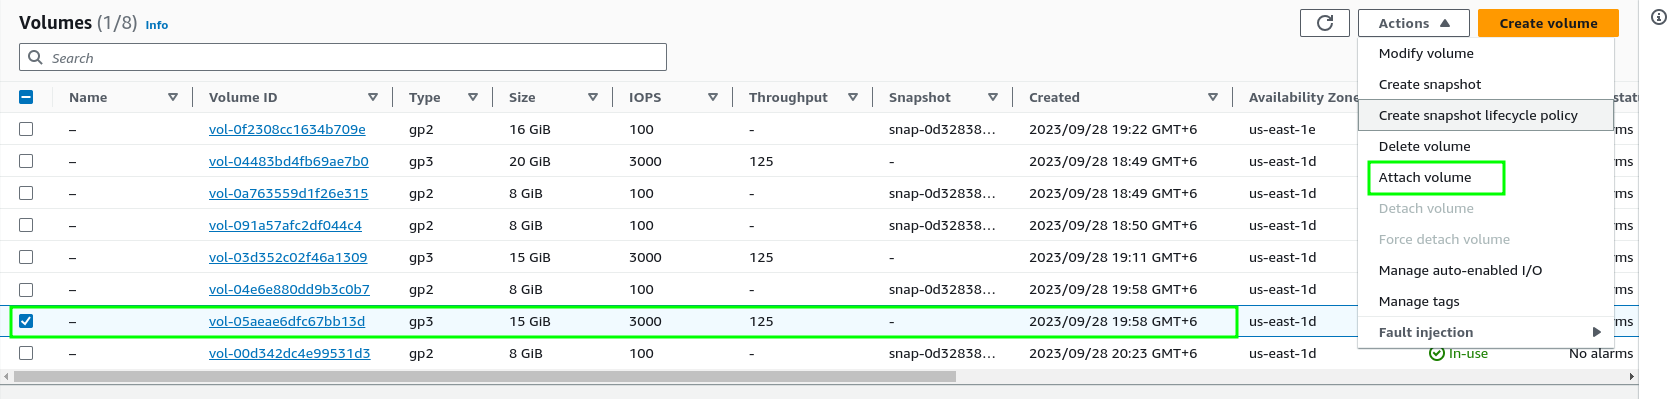 Volumes (1/8) Info
Actions
Create volume
Search
Modify volume
Create snapshot
Create snapshot lifecycle policy
Delete volume
Attach volume
Detach volume
Force detach volume
Manage auto-enabled I/O
Manage tags
Fault injection
Name Volume ID Type Size IOPS Throughput Snapshot Created Availability Zone
– vol-0f2308cc1634b709e gp2 16 GiB 100 - snap-0d32838... 2023/09/28 19:22 GMT+6 us-east-1e
– vol-04483bd4fb69ae7b0 gp3 20 GiB 3000 125 - 2023/09/28 18:49 GMT+6 us-east-1d
– vol-0a763559d1f26e315 gp2 8 GiB 100 - snap-0d32838... 2023/09/28 18:49 GMT+6 us-east-1d
– vol-091a57afc2df044c4 gp2 8 GiB 100 - snap-0d32838... 2023/09/28 18:50 GMT+6 us-east-1d
– vol-03d352c02f46a1309 gp3 15 GiB 3000 125 - 2023/09/28 19:11 GMT+6 us-east-1d
– vol-04e6e880dd9b3c0b7 gp2 8 GiB 100 - snap-0d32838... 2023/09/28 19:58 GMT+6 us-east-1d
– vol-05aeae6dfc67bb13d gp3 15 GiB 3000 125 - 2023/09/28 19:58 GMT+6 us-east-1d
– vol-00d342dc4e99531d3 gp2 8 GiB 100 - snap-0d32838... 2023/09/28 20:23 GMT+6 us-east-1d In-use No alarms